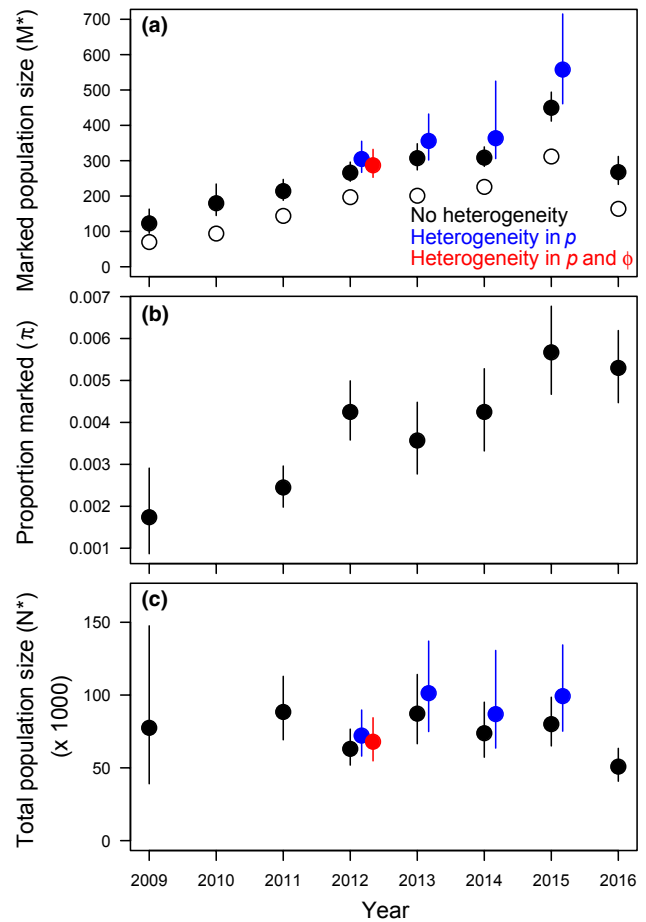 Marked population size (M*)
(a)
700
600
500
400
300
200
100
0
No heterogeneity
Heterogeneity in p
Heterogeneity in p and ϕ
Proportion marked (π)
(b)
0.007
0.006
0.005
0.004
0.003
0.002
0.001
Total population size (N*)
(x 1000)
(c)
150
100
50
0
2009 2010 2011 2012 2013 2014 2015 2016
Year